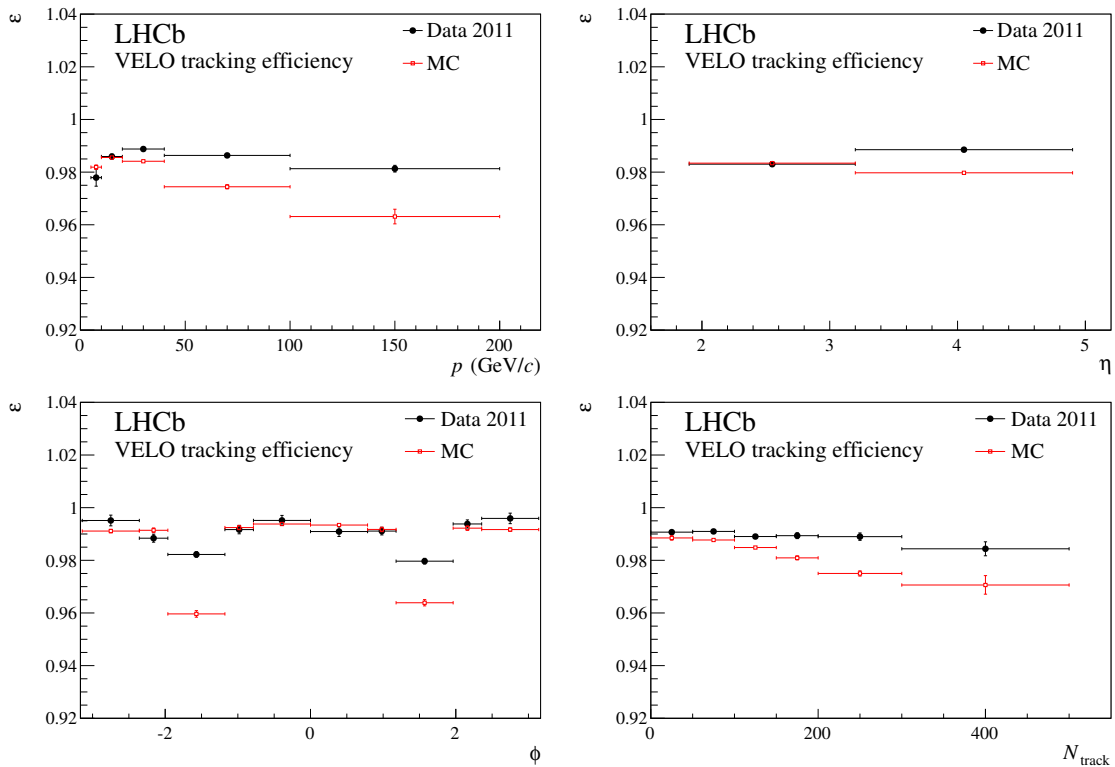 ε
1.04
1.02
1
0.98
0.96
0.94
0.92
LHCb
VELO tracking efficiency
Data 2011
MC
0 50 100 150 200
p (GeV/c)
ε
1.04
1.02
1
0.98
0.96
0.94
0.92
LHCb
VELO tracking efficiency
Data 2011
MC
2 3 4 5
η
ε
1.04
1.02
1
0.98
0.96
0.94
0.92
LHCb
VELO tracking efficiency
Data 2011
MC
-2 0 2
ϕ
ε
1.04
1.02
1
0.98
0.96
0.94
0.92
LHCb
VELO tracking efficiency
Data 2011
MC
0 200 400
N_track